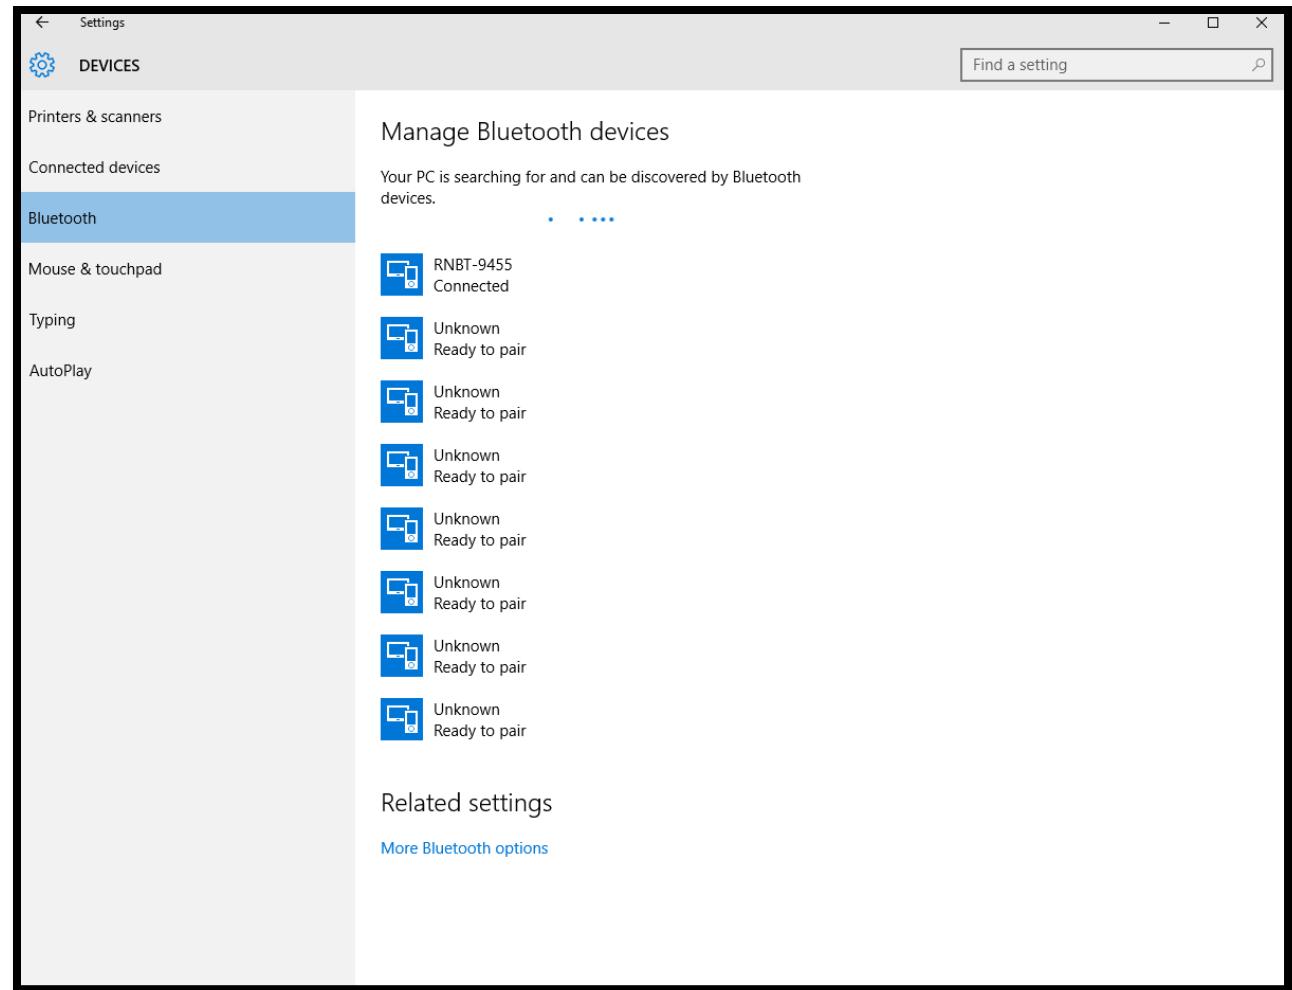 Settings
DEVICES
Find a setting
Printers & scanners
Connected devices
Bluetooth
Mouse & touchpad
Typing
AutoPlay
Manage Bluetooth devices
Your PC is searching for and can be discovered by Bluetooth
devices.
RNBT-9455
Connected
Unknown
Ready to pair
Unknown
Ready to pair
Unknown
Ready to pair
Unknown
Ready to pair
Unknown
Ready to pair
Unknown
Ready to pair
Unknown
Ready to pair
Related settings
More Bluetooth options